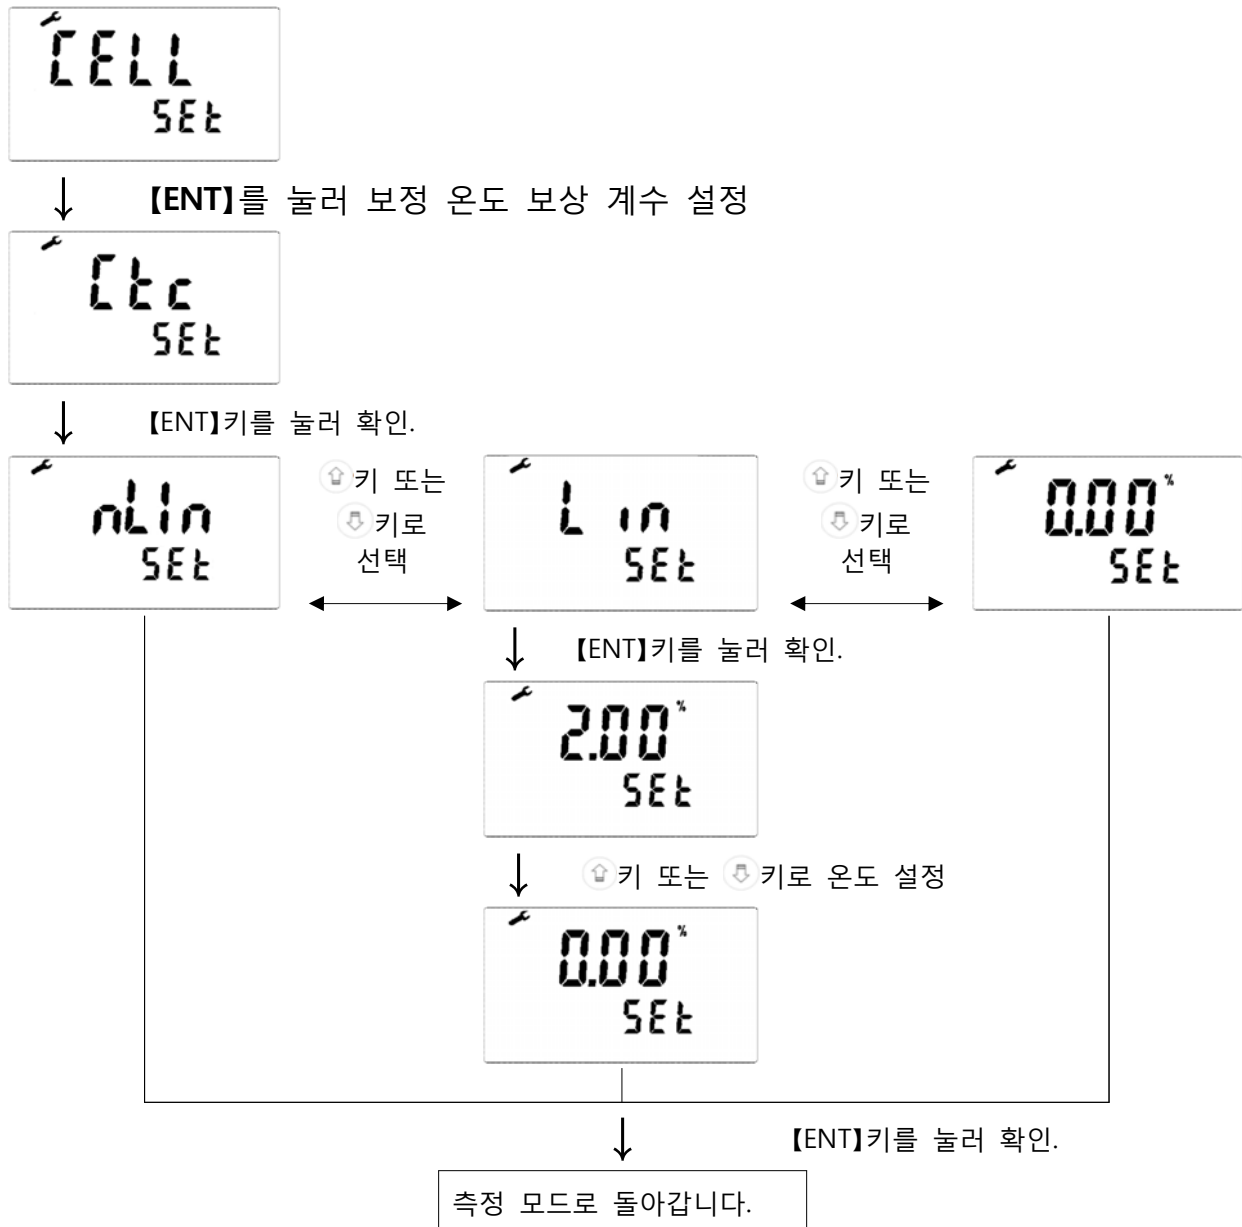 CELL
SEt
【ENT】를 눌러 보정 온도 보상 계수 설정
Ctc
SEt
【ENT】키를 눌러 확인.
nLIn
SEt
키 또는
키로
선택
L in
SEt
키 또는
키로
선택
0.00%
SEt
【ENT】키를 눌러 확인.
2.00%
SEt
키 또는 키로 온도 설정
0.00%
SEt
【ENT】키를 눌러 확인.
측정 모드로 돌아갑니다.